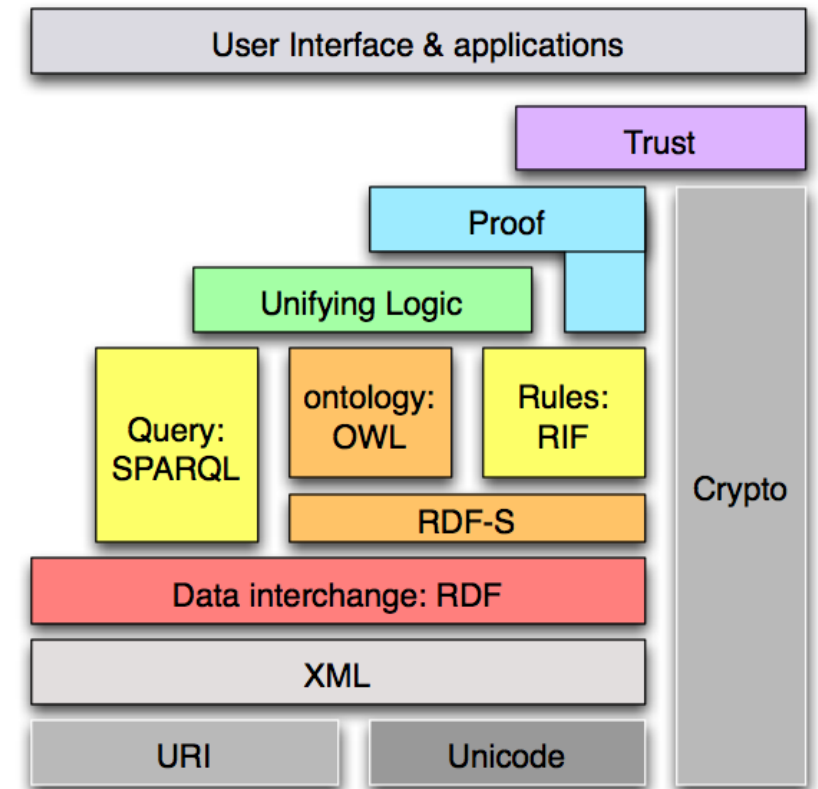 User Interface & applications
Trust
Proof
Unifying Logic
Query:
SPARQL
ontology:
OWL
Rules:
RIF
Crypto
RDF-S
Data interchange: RDF
XML
URI
Unicode